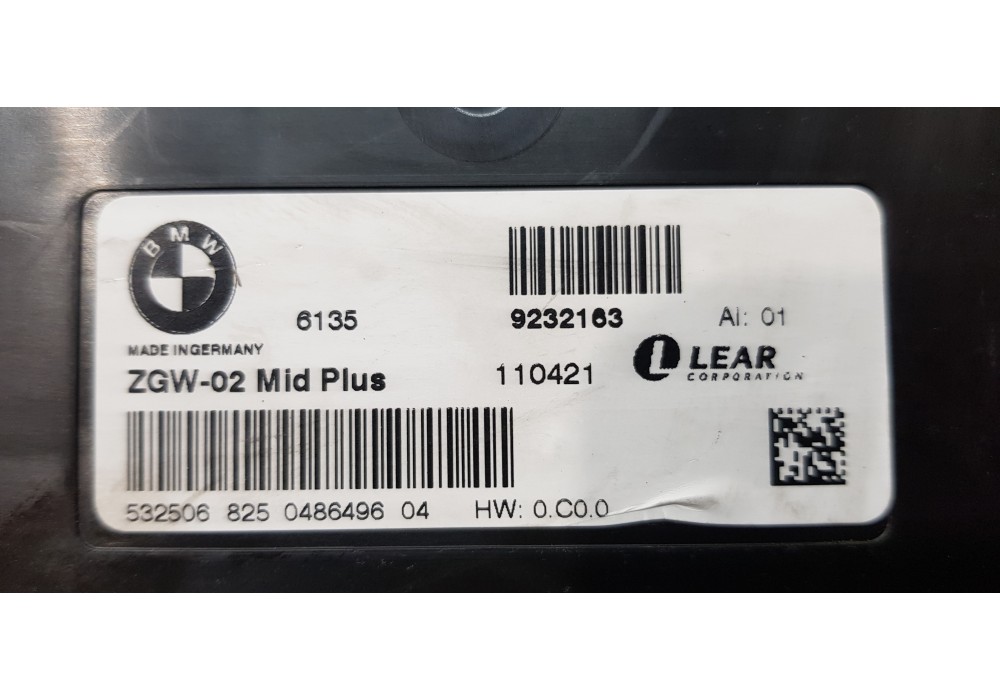 BMW
6135 9232163 AI: 01
MADE INGERMANY
ZGW-02 Mid Plus 110421 LEAR
CORPORATION
532506 825 0486496 04 HW: 0.C0.0